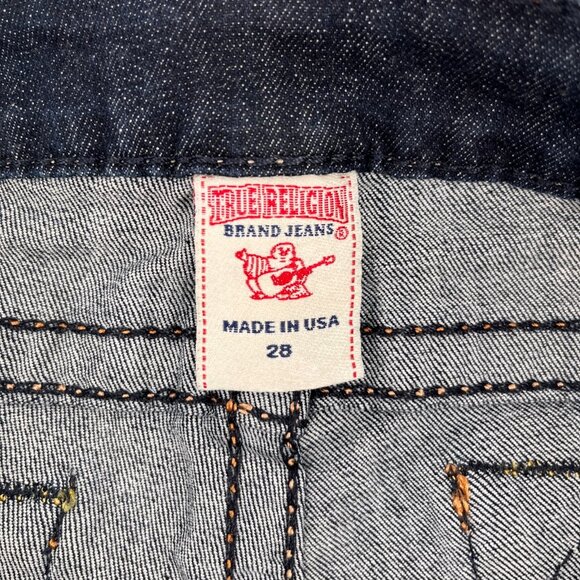 TRUE RELIGION
BRAND JEANS®
MADE IN USA
28